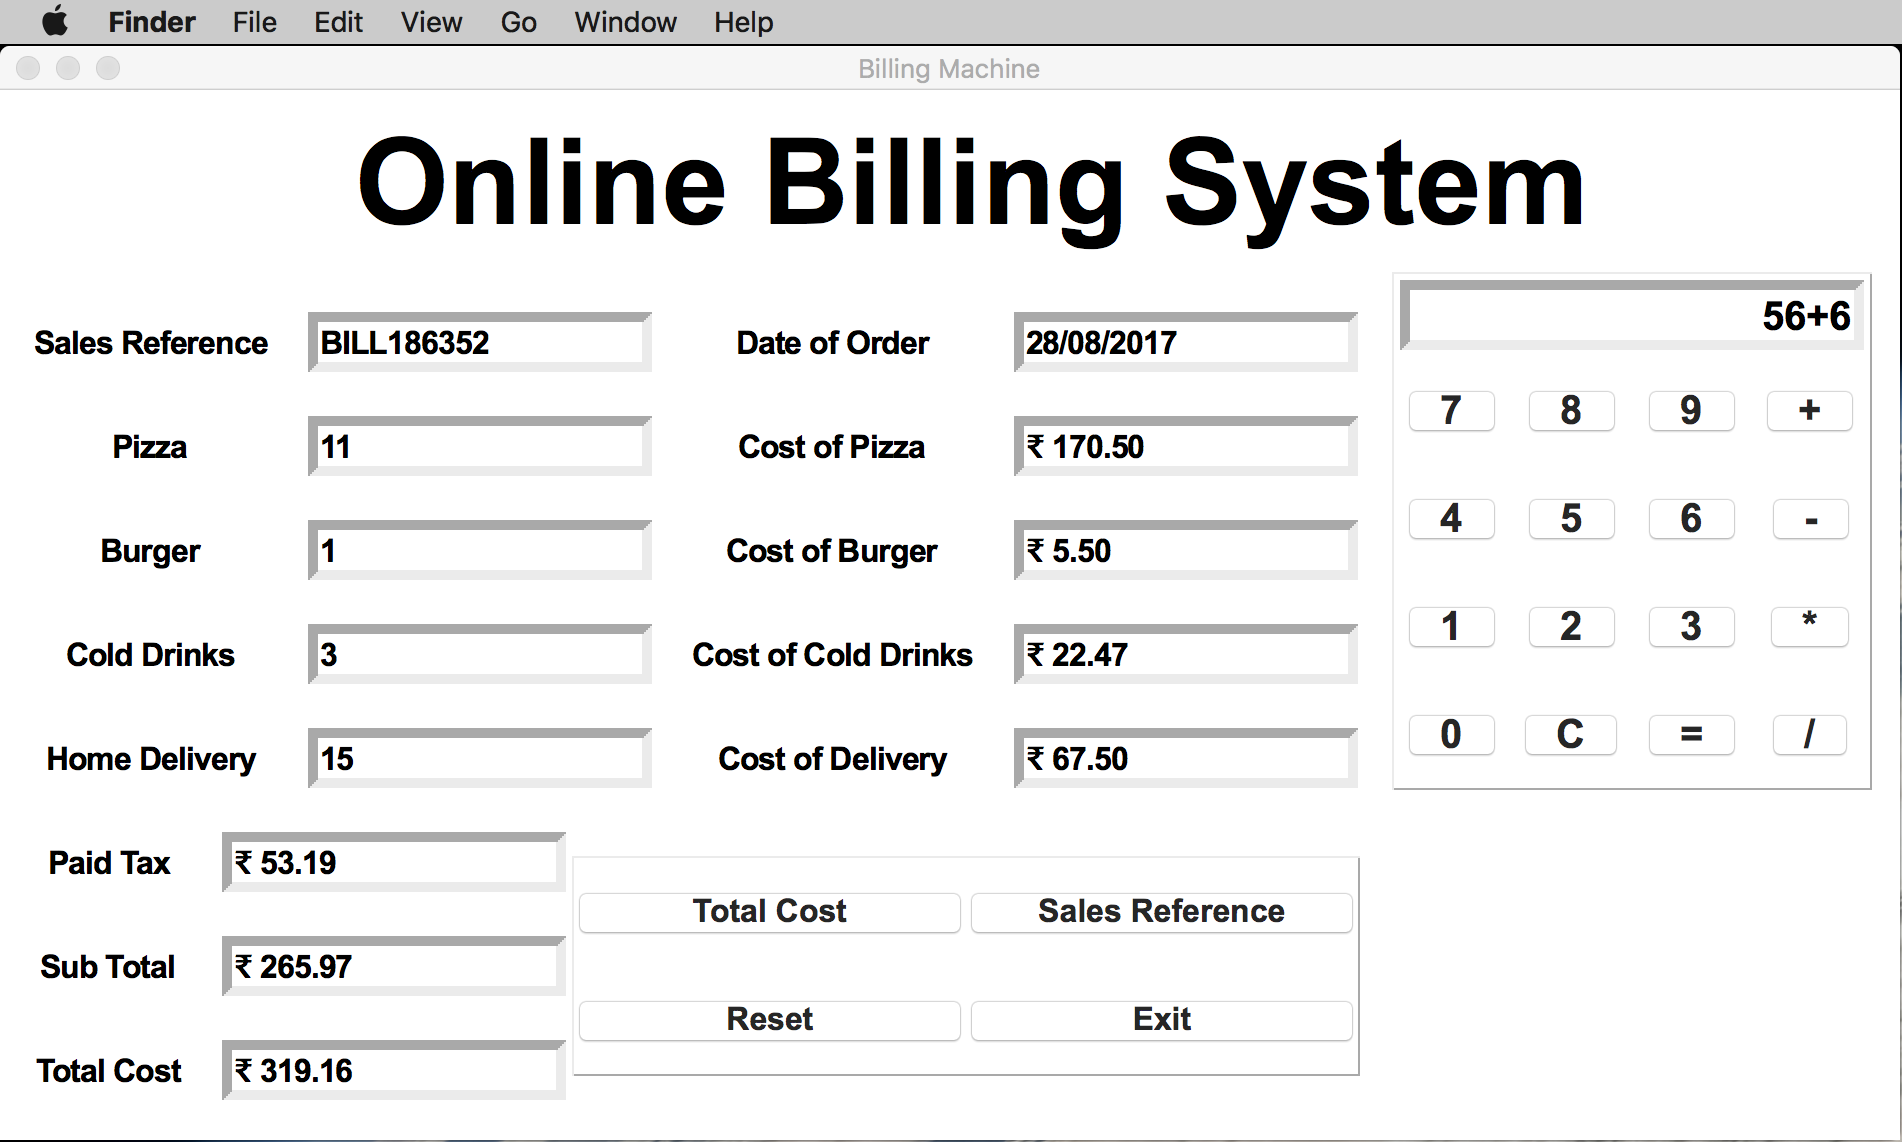 Finder File Edit View Go Window Help
Billing Machine
Online Billing System
56+6
Sales Reference BILL186352 Date of Order 28/08/2017
7 8 9 +
Pizza 11 Cost of Pizza ₹ 170.50
4 5 6 -
Burger 1 Cost of Burger ₹ 5.50
1 2 3 *
Cold Drinks 3 Cost of Cold Drinks ₹ 22.47
0 C = /
Home Delivery 15 Cost of Delivery ₹ 67.50
Paid Tax ₹ 53.19
Total Cost Sales Reference
Sub Total ₹ 265.97
Reset Exit
Total Cost ₹ 319.16